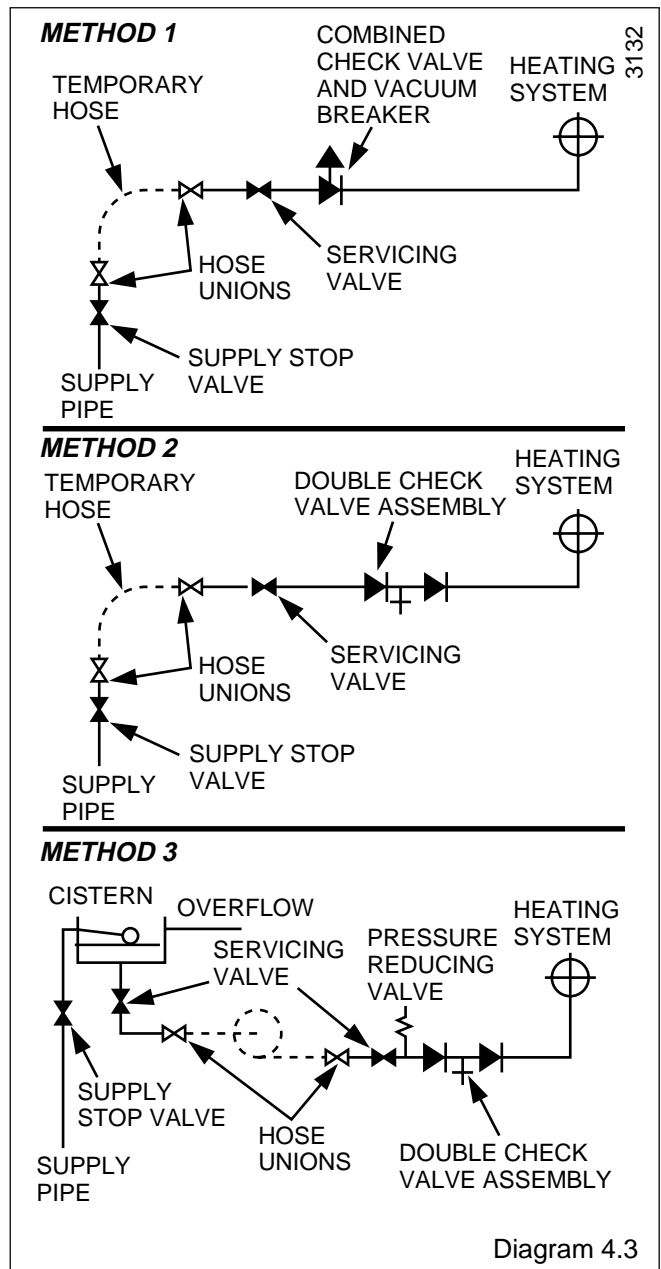 METHOD 1
COMBINED
CHECK VALVE
AND VACUUM
BREAKER
HEATING
SYSTEM
3132
TEMPORARY
HOSE
HOSE
UNIONS
SERVICING
VALVE
SUPPLY STOP
VALVE
SUPPLY
PIPE
METHOD 2
TEMPORARY
HOSE
DOUBLE CHECK
VALVE ASSEMBLY
HEATING
SYSTEM
HOSE
UNIONS
SERVICING
VALVE
SUPPLY STOP
VALVE
SUPPLY
PIPE
METHOD 3
CISTERN
OVERFLOW
SERVICING
VALVE
PRESSURE
REDUCING
VALVE
HEATING
SYSTEM
SUPPLY
STOP VALVE
HOSE
UNIONS
DOUBLE CHECK
VALVE ASSEMBLY
SUPPLY
PIPE
Diagram 4.3